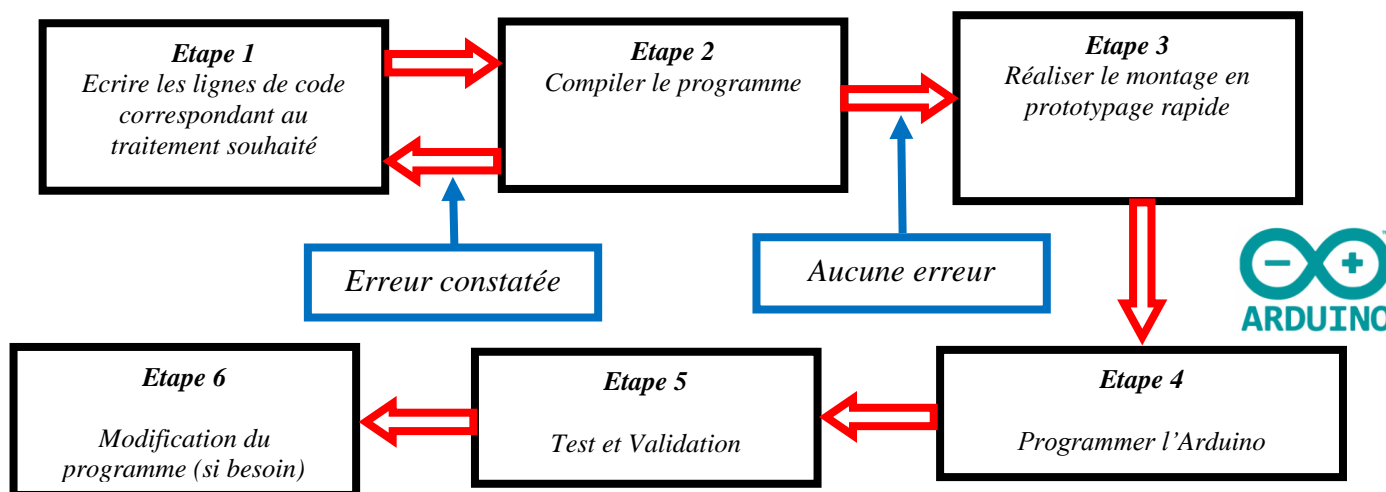 Etape 1
Ecrire les lignes de code
correspondant au
traitement souhaité
Etape 2
Compiler le programme
Etape 3
Réaliser le montage en
prototypage rapide
Erreur constatée
Aucune erreur
ARDUINO
Etape 4
Programmer l’Arduino
Etape 5
Test et Validation
Etape 6
Modification du
programme (si besoin)